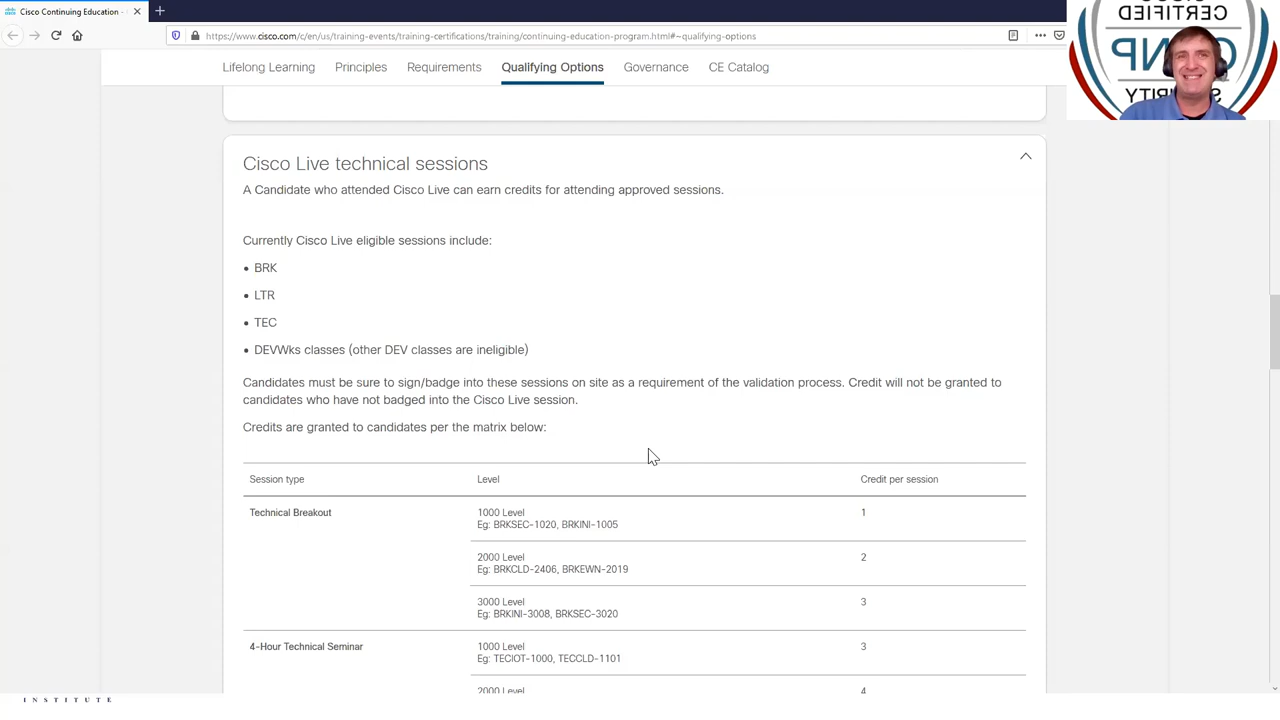 Cisco Continuing Education -
https://www.cisco.com/c/en/us/training-events/training-certifications/training/continuing-education-program.html#~qualifying-options
CERTIFIED
CCNP
SECURITY
Lifelong Learning Principles Requirements Qualifying Options Governance CE Catalog
Cisco Live technical sessions
A Candidate who attended Cisco Live can earn credits for attending approved sessions.
Currently Cisco Live eligible sessions include:
• BRK
• LTR
• TEC
• DEVWks classes (other DEV classes are ineligible)
Candidates must be sure to sign/badge into these sessions on site as a requirement of the validation process. Credit will not be granted to
candidates who have not badged into the Cisco Live session.
Credits are granted to candidates per the matrix below:
Session type Level Credit per session
Technical Breakout 1000 Level 1
Eg: BRKSEC-1020, BRKINI-1005
2000 Level 2
Eg: BRKCLD-2406, BRKEWN-2019
3000 Level 3
Eg: BRKINI-3008, BRKSEC-3020
4-Hour Technical Seminar 1000 Level 3
Eg: TECIOT-1000, TECCLD-1101
2000 Level 4
INSTITUTE